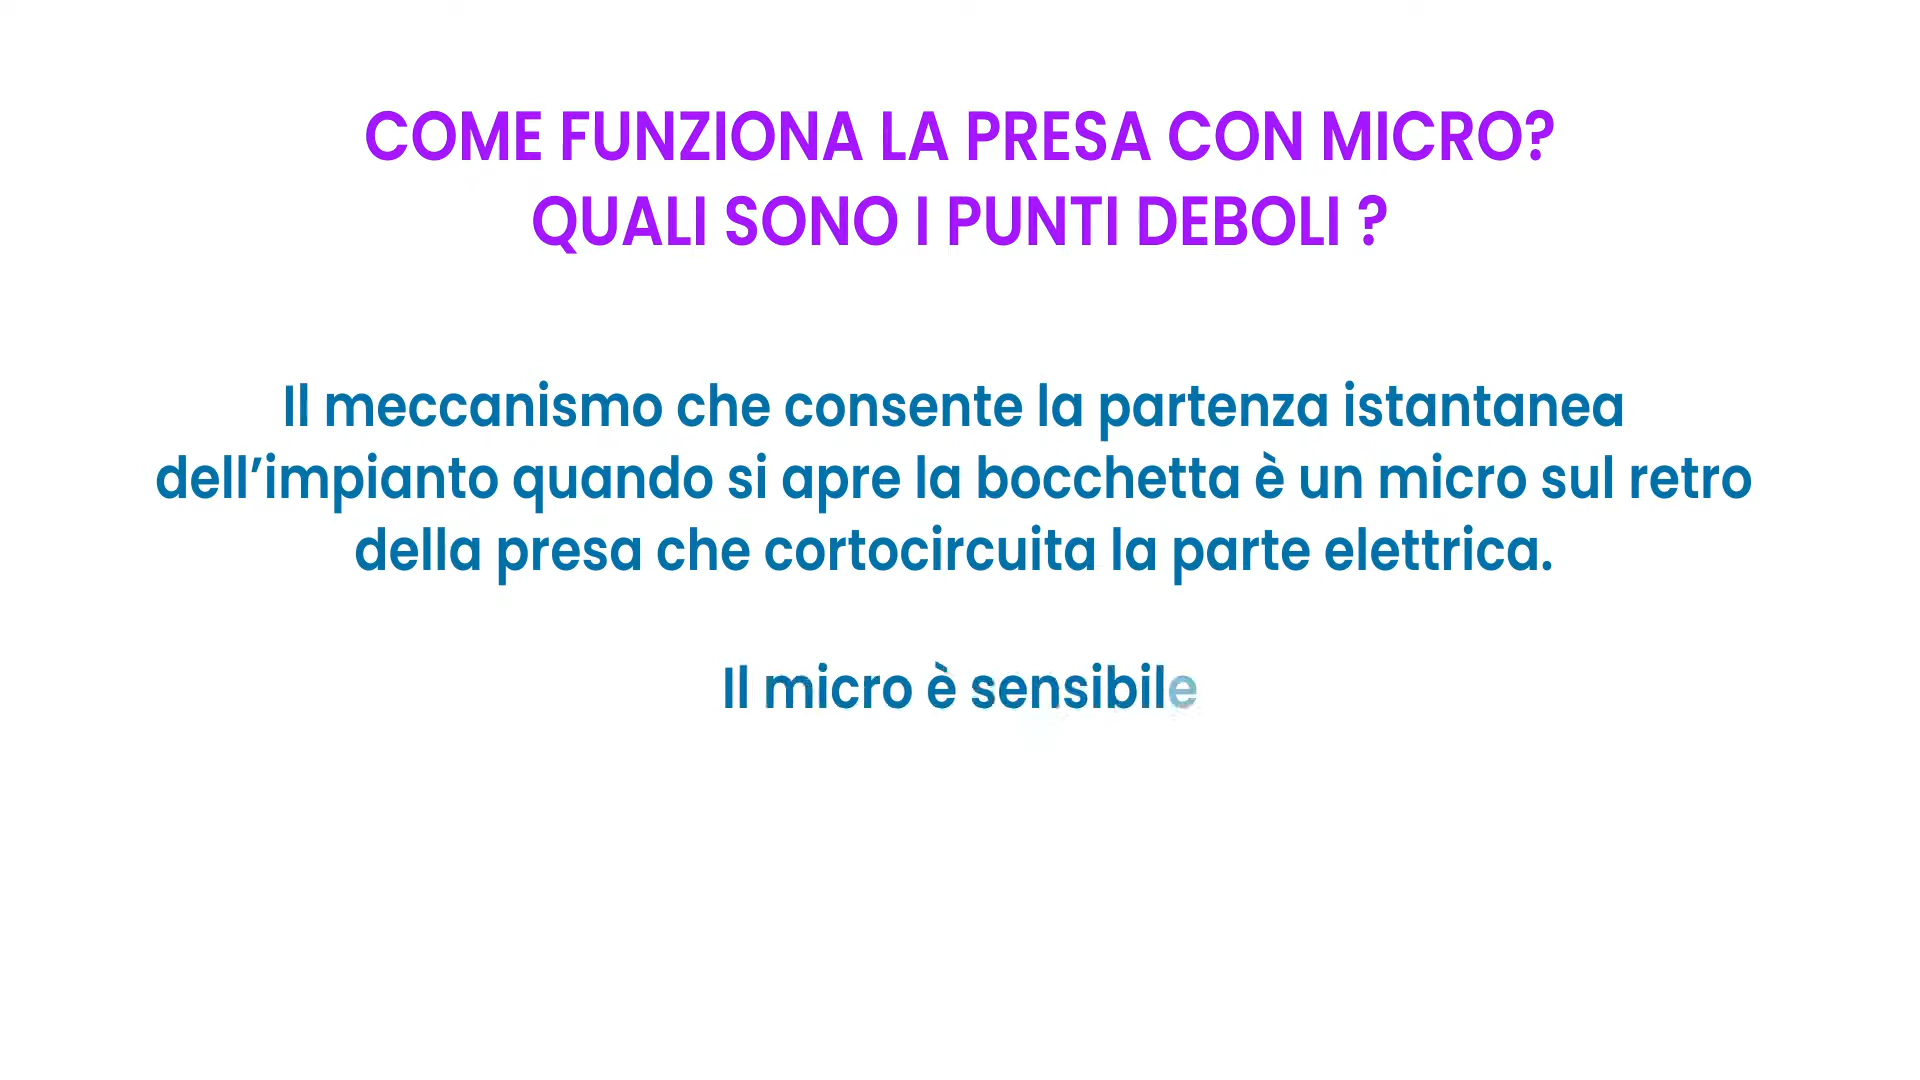 COME FUNZIONA LA PRESA CON MICRO?
QUALI SONO I PUNTI DEBOLI ?
Il meccanismo che consente la partenza istantanea
dell’impianto quando si apre la bocchetta è un micro sul retro
della presa che cortocircuita la parte elettrica.
Il micro è sensibile